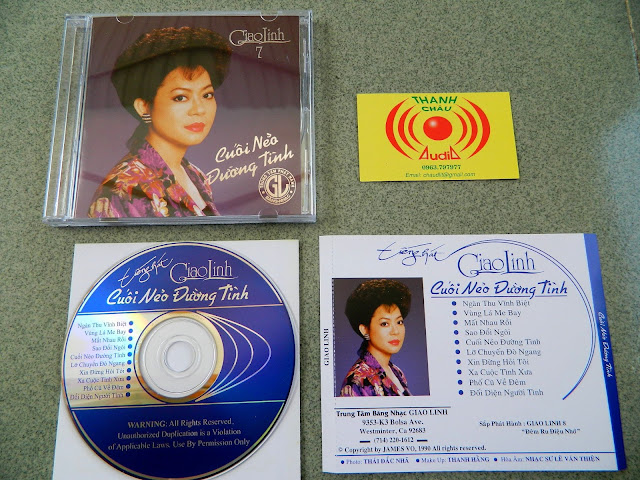 Giao Linh
7
Cuối Nẻo
Đường Tình
GL
THANH
CHÂU
AudiA
0963.797977
Tiếng hát
Giao Linh
Cuối Nẻo Đường Tình
Ngàn Thu Vĩnh Biệt
Vùng Lá Me Bay
Mất Nhau Rồi
Sao Đổi Ngôi
Cuối Nẻo Đường Tình
Lỡ Chuyến Đò Ngang
Xin Đừng Hỏi Tôi
Xa Cuộc Tình Xưa
Phố Cũ Về Đêm
Đối Diện Người Tình
WARNING: All Rights Reserved.
Unauthorized Duplication is a Violation
of Applicable Laws. Use By Permission Only
GIAO LINH
Tiếng hát
Giao Linh
Cuối Nẻo Đường Tình
Ngàn Thu Vĩnh Biệt
Vùng Lá Me Bay
Mất Nhau Rồi
Sao Đổi Ngôi
Cuối Nẻo Đường Tình
Lỡ Chuyến Đò Ngang
Xin Đừng Hỏi Tôi
Xa Cuộc Tình Xưa
Phố Cũ Về Đêm
Đối Diện Người Tình
Trung Tâm Băng Nhạc GIAO LINH
9353-K3 Bolsa Ave.
Westminter, Ca 92683
(714) 220-1612
© Copyright by JAMES VO, 1990 All rights reserved.
Sắp Phát Hành : GIAO LINH 8
"Đêm Ru Điệu Nhớ"
• Photo: THÁI ĐẮC NHÃ • Make Up: THANH HẰNG • Hòa Âm: NHẠC SĨ LÊ VĂN THIỆN
Cuối Nẻo Đường Tình